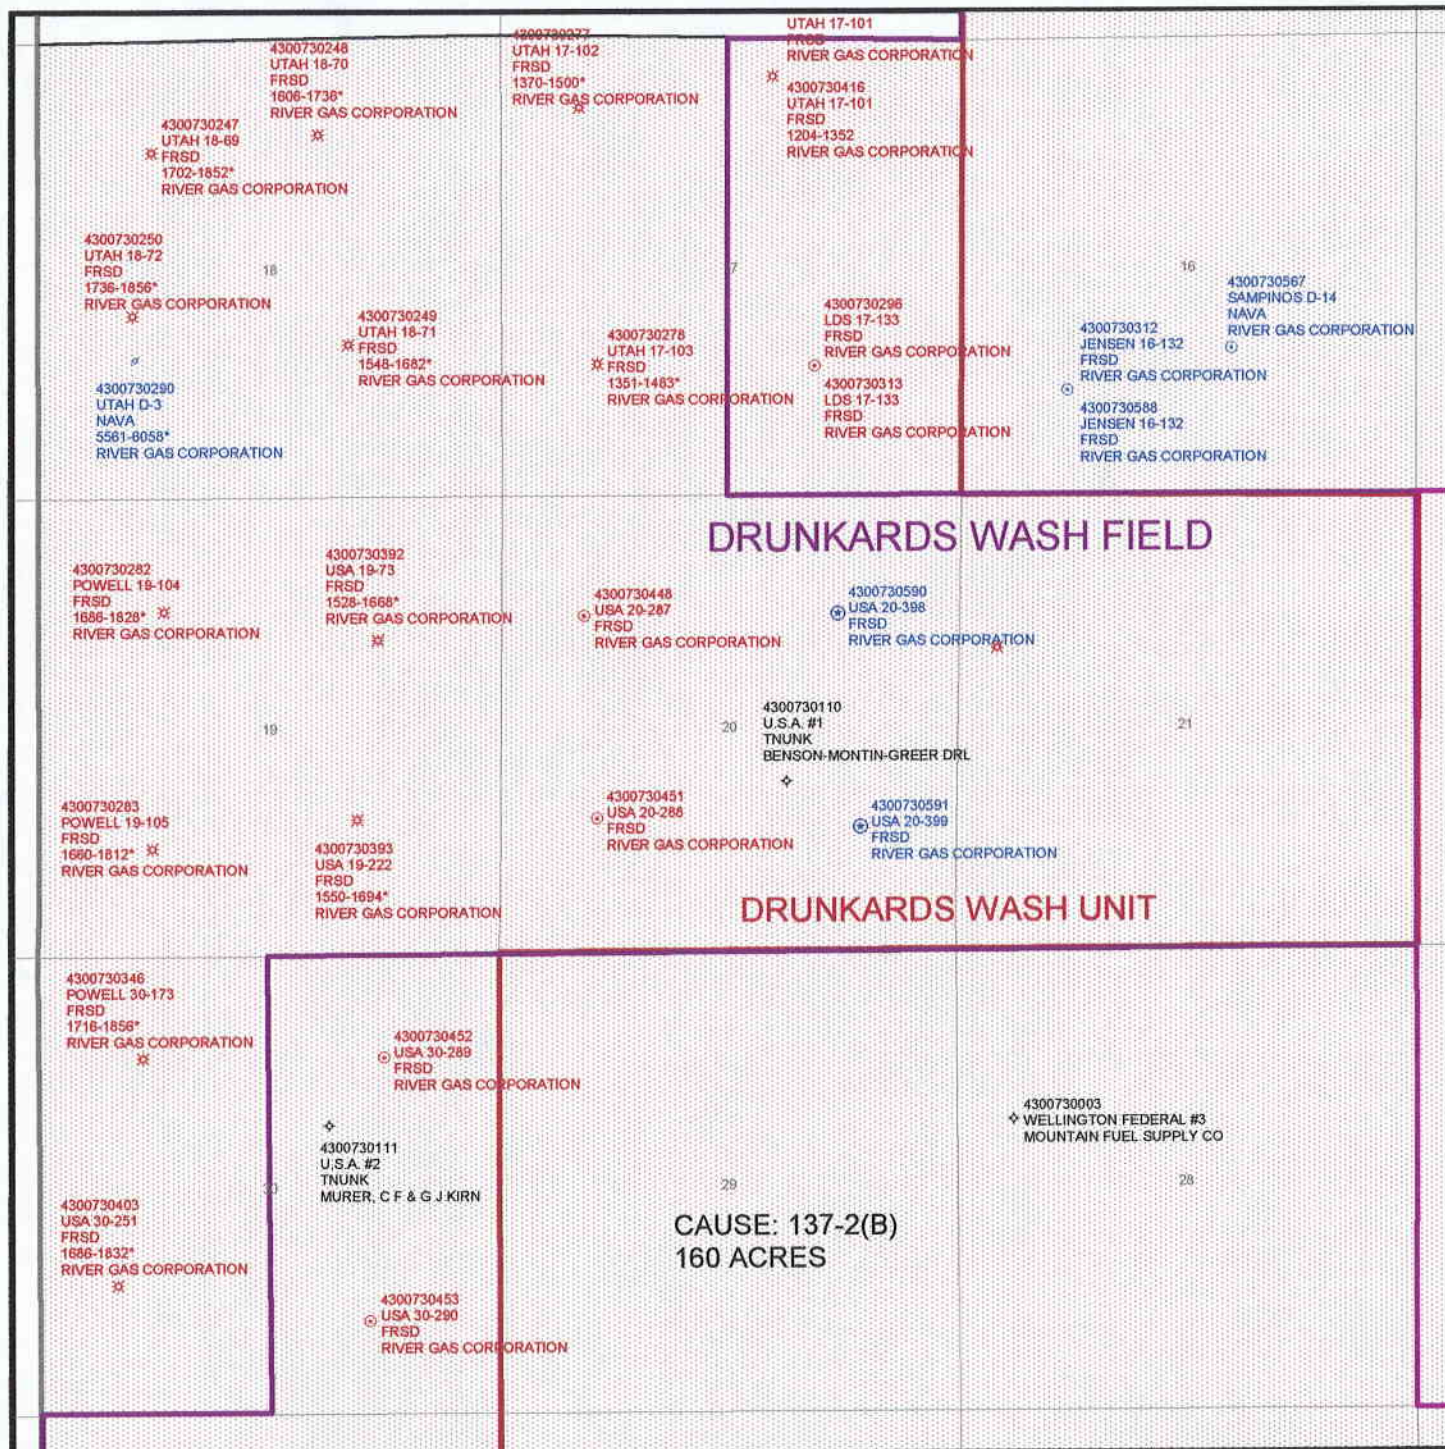 4300730248
UTAH 18-70
FRSD
1606-1736*
RIVER GAS CORPORATION
4300730277
UTAH 17-102
FRSD
1370-1500*
RIVER GAS CORPORATION
UTAH 17-101
FRSD
RIVER GAS CORPORATION
4300730416
UTAH 17-101
FRSD
1204-1352
RIVER GAS CORPORATION
4300730247
UTAH 18-69
FRSD
1702-1852*
RIVER GAS CORPORATION
4300730250
UTAH 18-72
FRSD
1736-1856*
RIVER GAS CORPORATION
18
7
16
4300730249
UTAH 18-71
FRSD
1548-1682*
RIVER GAS CORPORATION
4300730278
UTAH 17-103
FRSD
1351-1483*
RIVER GAS CORPORATION
4300730296
LDS 17-133
FRSD
RIVER GAS CORPORATION
4300730313
LDS 17-133
FRSD
RIVER GAS CORPORATION
4300730567
SAMPINOS D-14
NAVA
RIVER GAS CORPORATION
4300730312
JENSEN 16-132
FRSD
RIVER GAS CORPORATION
4300730588
JENSEN 16-132
FRSD
RIVER GAS CORPORATION
4300730290
UTAH D-3
NAVA
5561-6058*
RIVER GAS CORPORATION
DRUNKARDS WASH FIELD
4300730282
POWELL 19-104
FRSD
1686-1828*
RIVER GAS CORPORATION
4300730392
USA 19-73
FRSD
1528-1668*
RIVER GAS CORPORATION
4300730448
USA 20-287
FRSD
RIVER GAS CORPORATION
4300730590
USA 20-398
FRSD
RIVER GAS CORPORATION
19
20
21
4300730110
U.S.A. #1
TNUNK
BENSON-MONTIN-GREER DRL
4300730283
POWELL 19-105
FRSD
1660-1812*
RIVER GAS CORPORATION
4300730393
USA 19-222
FRSD
1550-1694*
RIVER GAS CORPORATION
4300730451
USA 20-288
FRSD
RIVER GAS CORPORATION
4300730591
USA 20-399
FRSD
RIVER GAS CORPORATION
DRUNKARDS WASH UNIT
4300730346
POWELL 30-173
FRSD
1716-1856*
RIVER GAS CORPORATION
4300730452
USA 30-289
FRSD
RIVER GAS CORPORATION
4300730003
WELLINGTON FEDERAL #3
MOUNTAIN FUEL SUPPLY CO
4300730111
U.S.A. #2
TNUNK
MURER, C F & G J KIRN
30
29
28
4300730403
USA 30-251
FRSD
1686-1832*
RIVER GAS CORPORATION
CAUSE: 137-2(B)
160 ACRES
4300730453
USA 30-290
FRSD
RIVER GAS CORPORATION